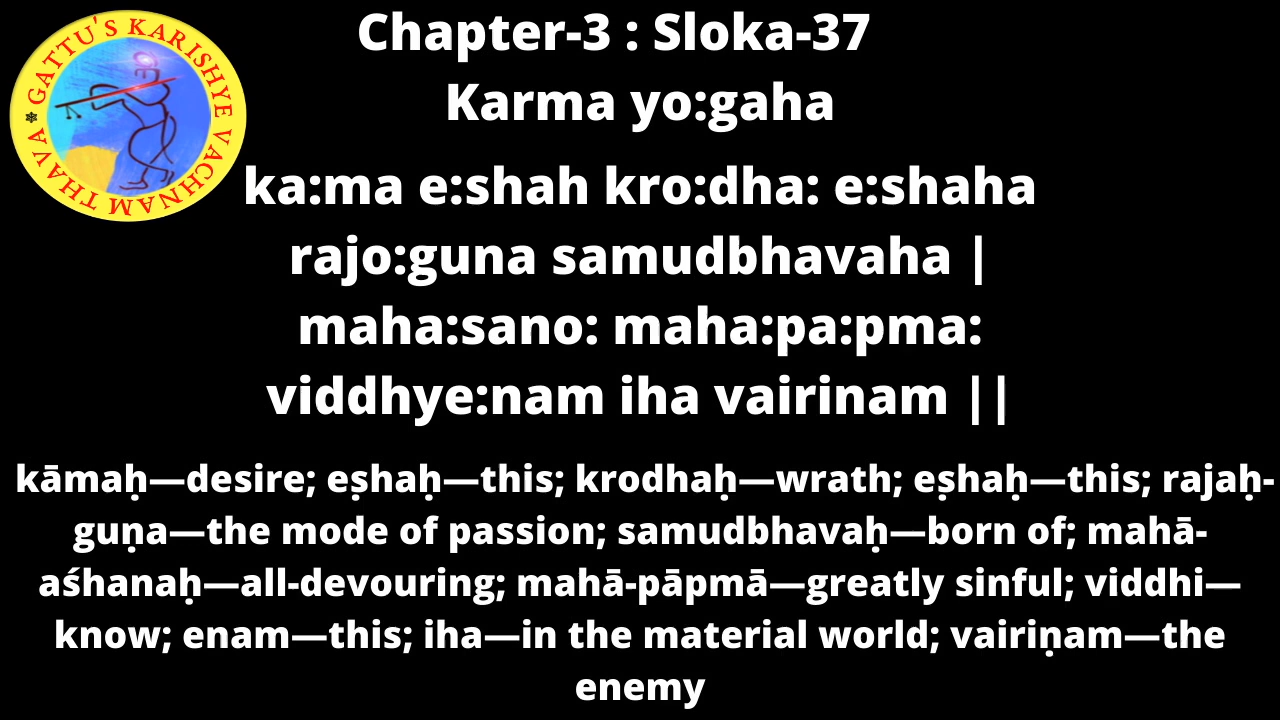 GATTU'S KARISHYE VACHNAM THAVA
Chapter-3 : Sloka-37
Karma yo:gaha
ka:ma e:shah kro:dha: e:shaha
rajo:guna samudbhavaha |
maha:sano: maha:pa:pma:
viddhye:nam iha vairinam ||
kāmaḥ—desire; eṣhaḥ—this; krodhaḥ—wrath; eṣhaḥ—this; rajaḥ-
guṇa—the mode of passion; samudbhavaḥ—born of; mahā-
aśhanaḥ—all-devouring; mahā-pāpmā—greatly sinful; viddhi—
know; enam—this; iha—in the material world; vairiṇam—the
enemy